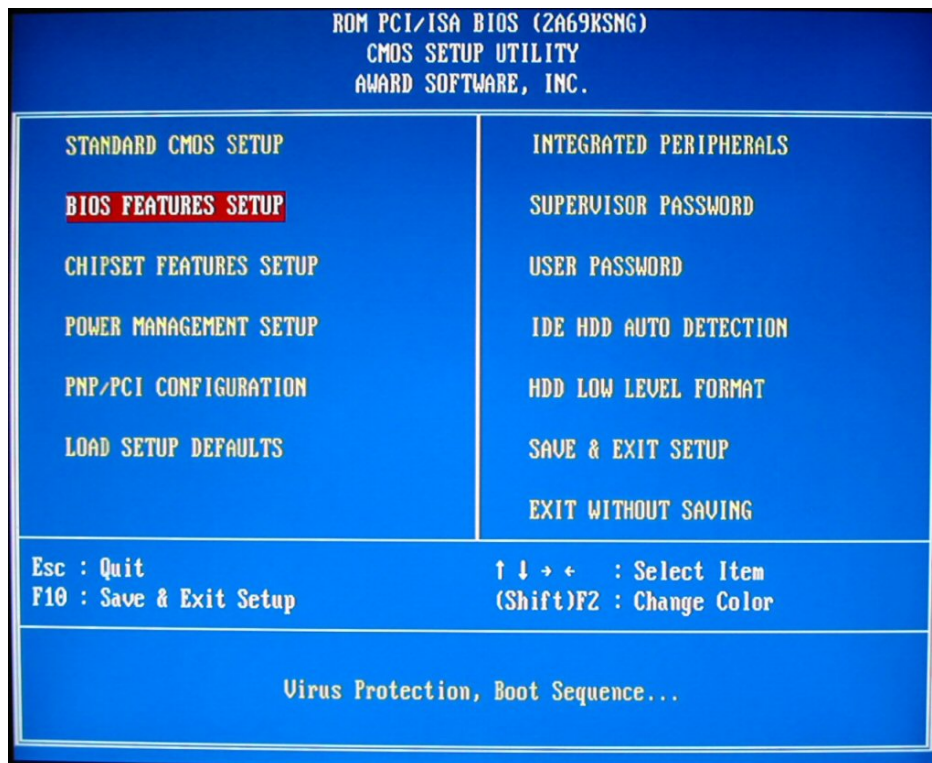 ROM PCI/ISA BIOS (2A69KSNG)
CMOS SETUP UTILITY
AWARD SOFTWARE, INC.
STANDARD CMOS SETUP
BIOS FEATURES SETUP
CHIPSET FEATURES SETUP
POWER MANAGEMENT SETUP
PNP/PCI CONFIGURATION
LOAD SETUP DEFAULTS
INTEGRATED PERIPHERALS
SUPERVISOR PASSWORD
USER PASSWORD
IDE HDD AUTO DETECTION
HDD LOW LEVEL FORMAT
SAVE & EXIT SETUP
EXIT WITHOUT SAVING
Esc : Quit
F10 : Save & Exit Setup
↑ ↓ → ← : Select Item
(Shift)F2 : Change Color
Virus Protection, Boot Sequence...